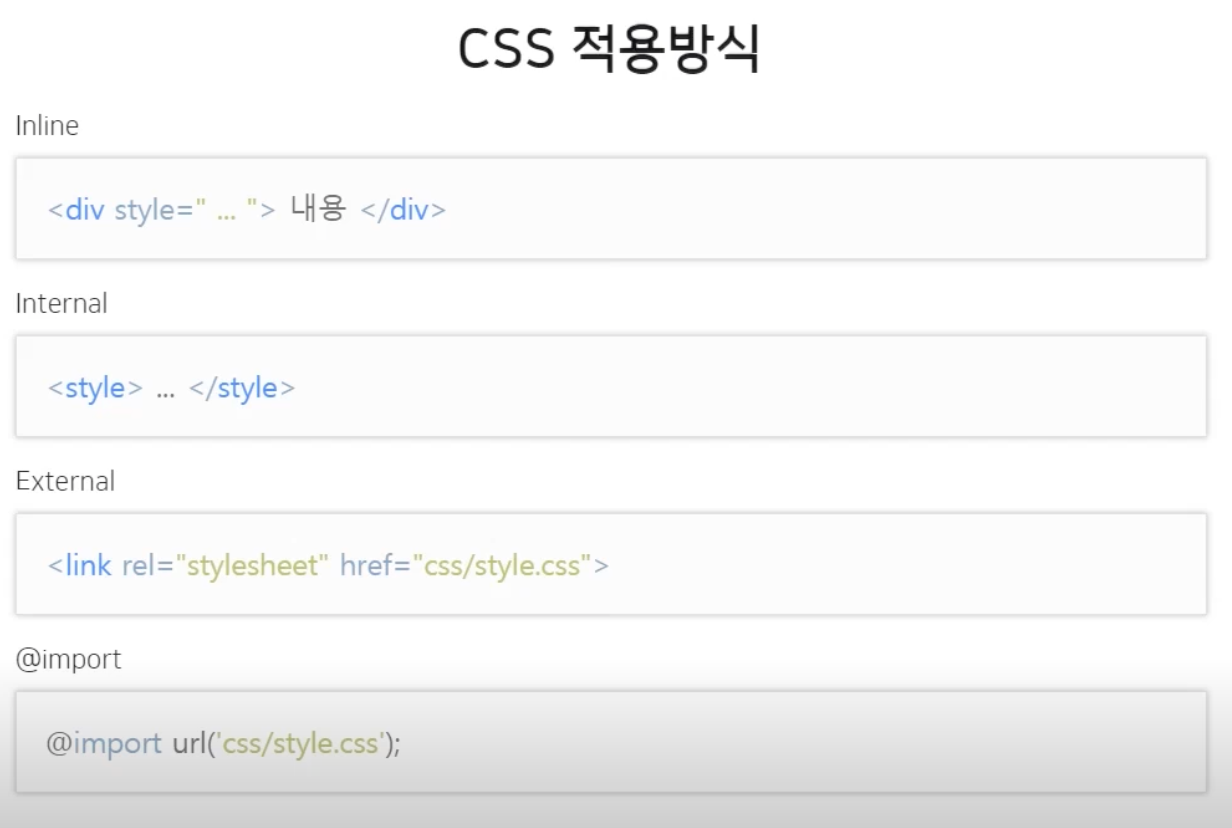 CSS 적용방식
Inline
<div style=" ... "> 내용 </div>
Internal
<style> ... </style>
External
<link rel="stylesheet" href="css/style.css">
@import
@import url('css/style.css');